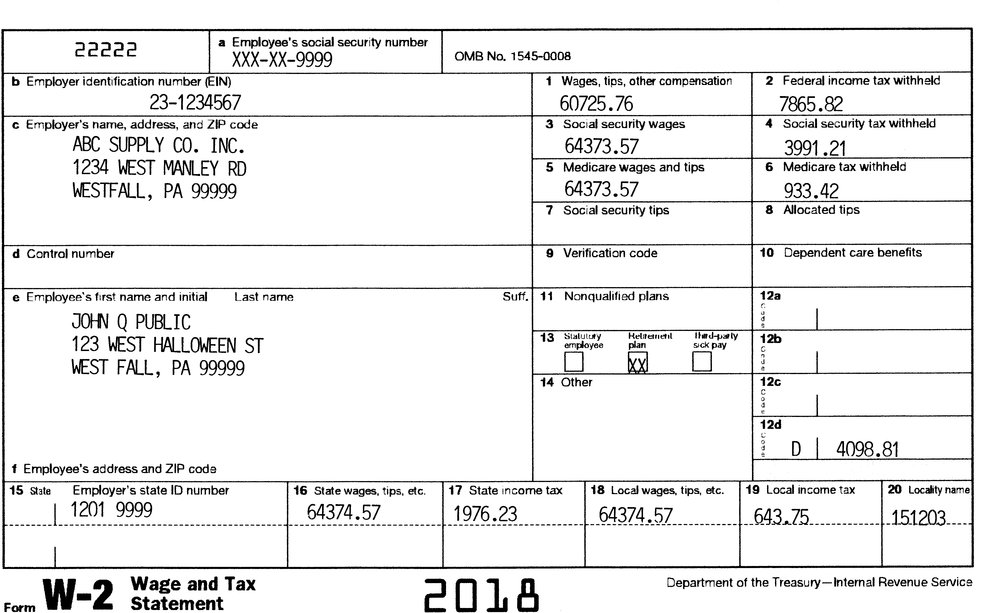 22222
a Employee's social security number
XXX-XX-9999
OMB No. 1545-0008
b Employer identification number (EIN)
23-1234567
1 Wages, tips, other compensation
60725.76
2 Federal income tax withheld
7865.82
c Employer's name, address, and ZIP code
ABC SUPPLY CO. INC.
1234 WEST MANLEY RD
WESTFALL, PA 99999
3 Social security wages
64373.57
4 Social security tax withheld
3991.21
5 Medicare wages and tips
64373.57
6 Medicare tax withheld
933.42
7 Social security tips
8 Allocated tips
d Control number
9 Verification code
10 Dependent care benefits
e Employee's first name and initial Last name Suff.
JOHN Q PUBLIC
123 WEST HALLOWEEN ST
WEST FALL, PA 99999
f Employee's address and ZIP code
11 Nonqualified plans
12a
Code
13 Statutory employee
Retirement plan
Third-party sick pay
XX
12b
Code
14 Other
12c
Code
12d
Code
D 4098.81
15 State Employer's state ID number
1201 9999
16 State wages, tips, etc.
64374.57
17 State income tax
1976.23
18 Local wages, tips, etc.
64374.57
19 Local income tax
643.75
20 Locality name
151203
Form W-2 Wage and Tax Statement
2018
Department of the Treasury—Internal Revenue Service